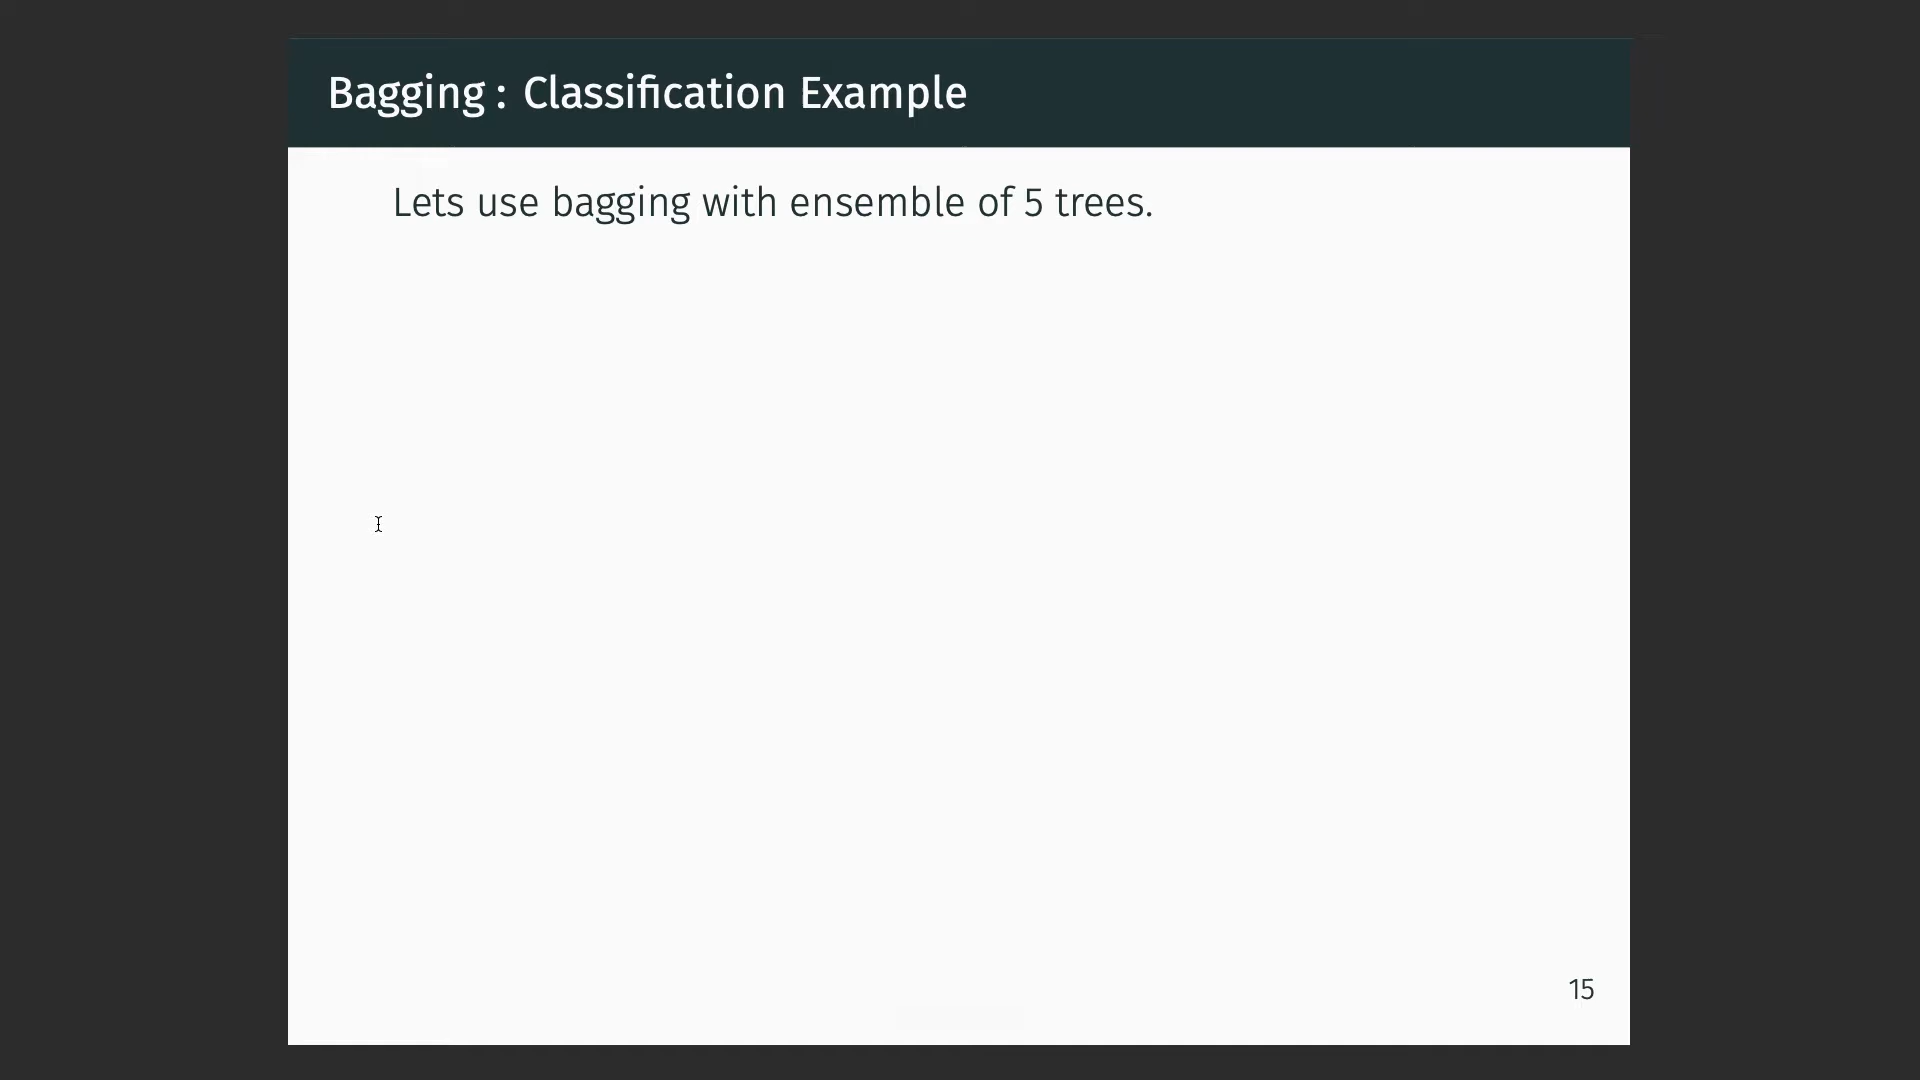 Bagging : Classification Example
Lets use bagging with ensemble of 5 trees.
15